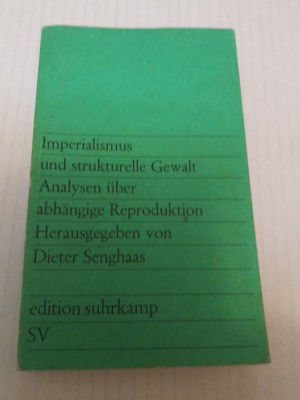 Imperialismus
und strukturelle Gewalt
Analysen über
abhängige Reproduktion
Herausgegeben von
Dieter Senghaas
edition suhrkamp
SV